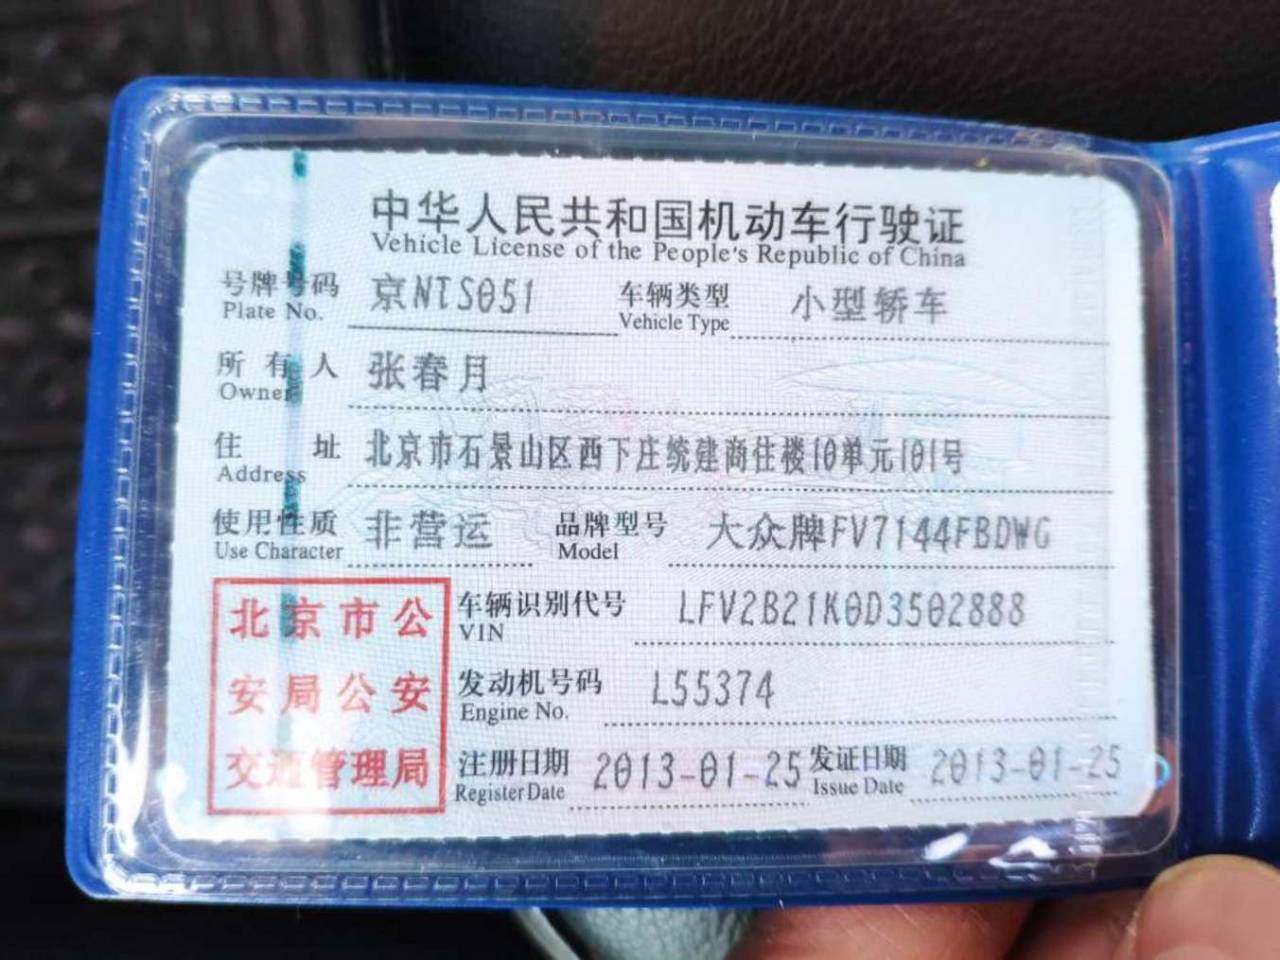 中华人民共和国机动车行驶证
Vehicle License of the People's Republic of China
号牌号码 京NTS051 车辆类型 小型轿车
Plate No. Vehicle Type
所有人 张春月
Owner
住址 北京市石景山区西下庄统建商住楼10单元101号
Address
使用性质 非营运 品牌型号 大众牌FV7144FBDWG
Use Character Model
北京市公
安局公安
交通管理局
车辆识别代号 LFV2B21K0D3502888
VIN
发动机号码 L55374
Engine No.
注册日期 2013-01-25 发证日期 2013-01-25
Register Date Issue Date